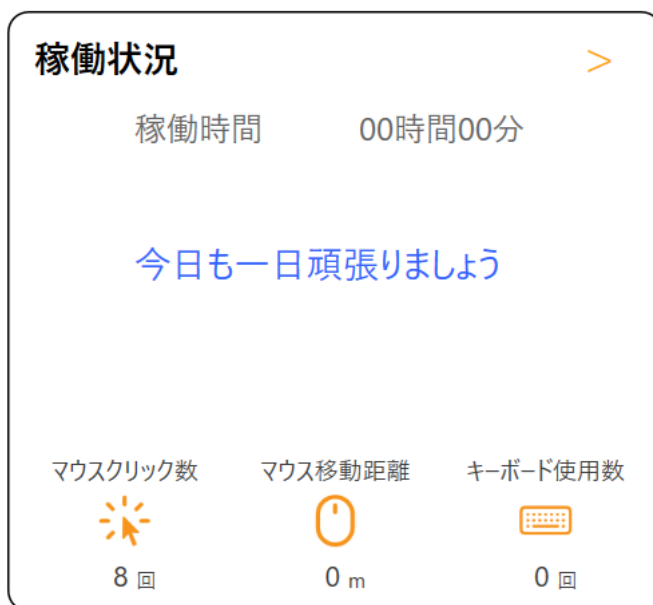 稼働状況 >
稼働時間 00時間00分
今日も一日頑張りましょう
マウスクリック数 マウス移動距離 キーボード使用数
8 回 0 m 0 回